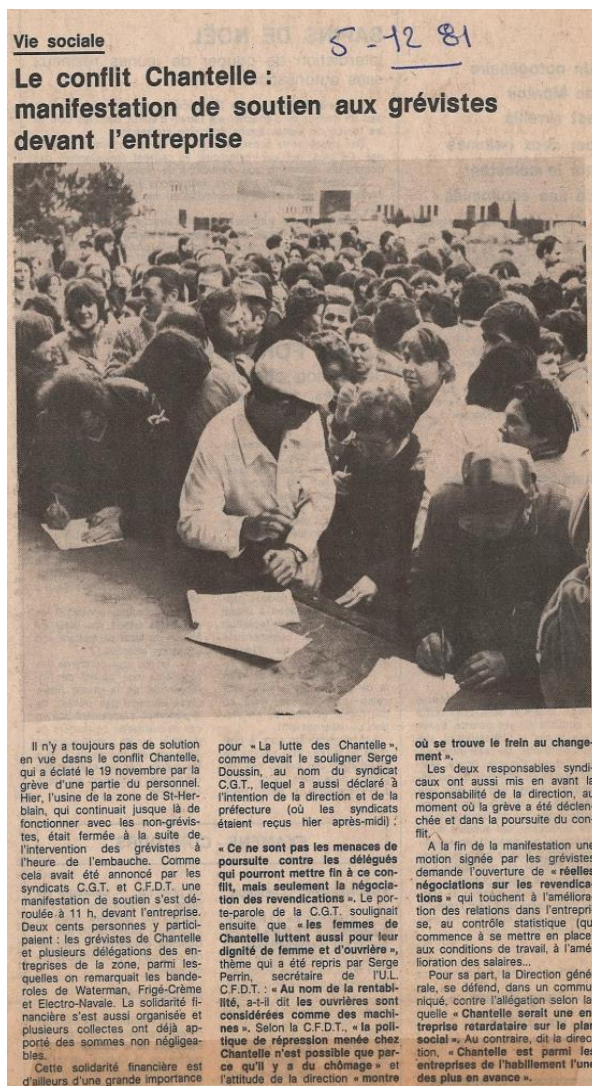 Vie sociale
5-12 81
Le conflit Chantelle :
manifestation de soutien aux grévistes
devant l'entreprise
Il n'y a toujours pas de solution
en vue dasns le conflit Chantelle,
qui a éclaté le 19 novembre par la
grève d'une partie du personnel.
Hier, l'usine de la zone de St-Her-
blain, qui continuait jusque là de
fonctionner avec les non-grévis-
tes, était fermée à la suite de
l'intervention des grévistes à
l'heure de l'embauche. Comme
cela avait été annoncé par les
syndicats C.G.T. et C.F.D.T. une
manifestation de soutien s'est dé-
roulée à 11 h, devant l'entreprise.
Deux cents personnes y partici-
paient : les grévistes de Chantelle
et plusieurs délégations des en-
treprises de la zone, parmi les-
quelles on remarquait les bande-
roles de Waterman, Frigé-Crème
et Electro-Navale. La solidarité fi-
nancière s'est aussi organisée et
plusieurs collectes ont déjà ap-
porté des sommes non négligea-
bles.
Cette solidarité financière est
d'ailleurs d'une grande importance
pour « La lutte des Chantelle »,
comme devait le souligner Serge
Doussin, au nom du syndicat
C.G.T., lequel a aussi déclaré à
l'intention de la direction et de la
préfecture (où les syndicats
étaient reçus hier après-midi) :
« Ce ne sont pas les menaces de
poursuite contre les délégués
qui pourront mettre fin à ce con-
flit, mais seulement la négocia-
tion des revendications ». Le por-
te-parole de la C.G.T. soulignait
ensuite que « les femmes de
Chantelle luttent aussi pour leur
dignité de femme et d'ouvrière »,
thème qui a été repris par Serge
Perrin, secrétaire de l'U.L.
C.F.D.T. : « Au nom de la rentabi-
lité, a-t-il dit les ouvrières sont
considérées comme des machi-
nes ». Selon la C.F.D.T., « la poli-
tique de répression menée chez
Chantelle n'est possible que par-
ce qu'il y a du chômage » et
l'attitude de la direction « montre
où se trouve le frein au change-
ment ».
Les deux responsables syndi-
caux ont aussi mis en avant la
responsabilité de la direction, au
moment où la grève a été déclen-
chée et dans la poursuite du con-
flit.
A la fin de la manifestation une
motion signée par les grévistes
demande l'ouverture de « réelles
négociations sur les revendica-
tions » qui touchent à l'améliora-
tion des relations dans l'entrepri-
se, au contrôle statistique (qui
commence à se mettre en place)
aux conditions de travail, à l'amé-
lioration des salaires...
Pour sa part, la Direction géné-
rale, se défend, dans un commu-
niqué, contre l'allégation selon la-
quelle « Chantelle serait une en-
treprise retardataire sur le plan
social ». Au contraire, dit la direc-
tion, « Chantelle est parmi les
entreprises de l'habillement l'une
des plus en avance ».